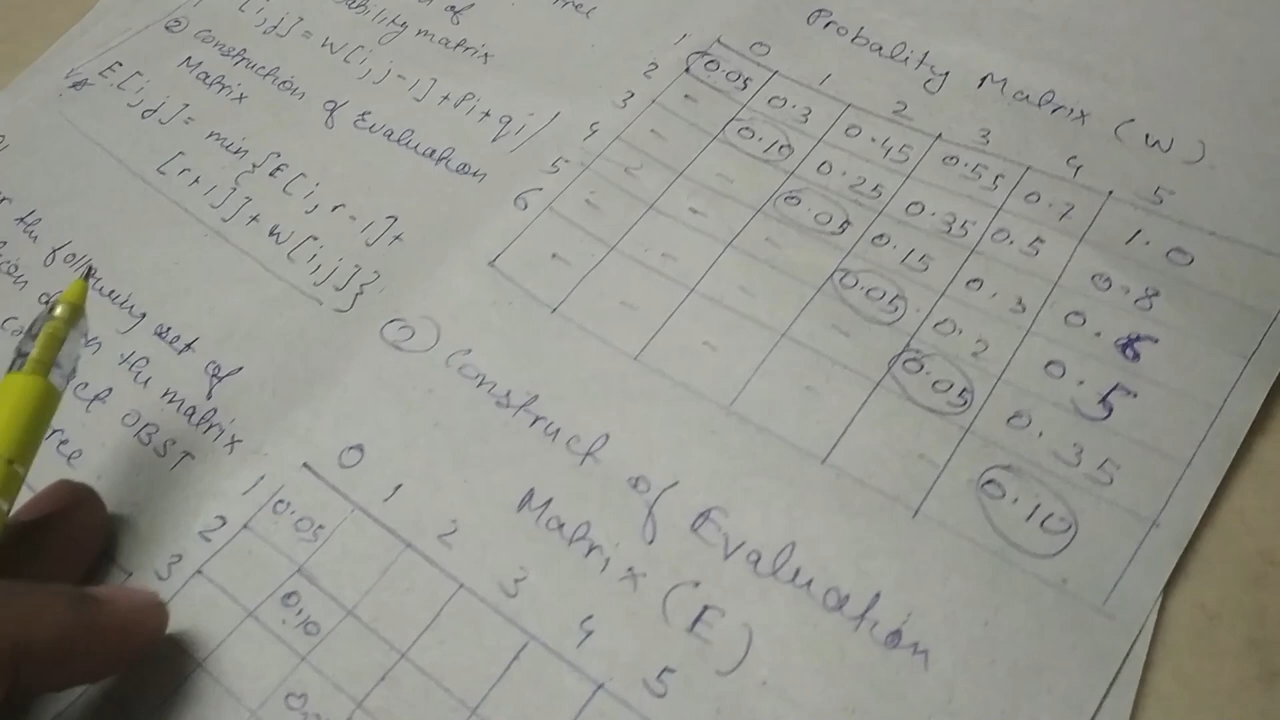 ree
of
bability matrix
[i,j] = W[i,j-1]+Pi+qi/
② Construction of Evaluation
Matrix
E[i,j] = min{E[i,r-1]+
[r+1,j]+W[i,j]}
the following set of
the matrix
OBST
ree
Probality Matrix (W)
0 1 2 3 4 5
1 0.05 0.3 0.45 0.55 0.7 1.0
2 - 0.10 0.25 0.35 0.5 0.8
3 - - 0.05 0.15 0.3 0.6
4 - - 0.05 0.2 0.5
5 - - - - 0.05 0.35
6 - - - - - 0.10
② Construct of Evaluation
Matrix (E)
0 1 2 3 4 5
1 0.05
2 0.10
3